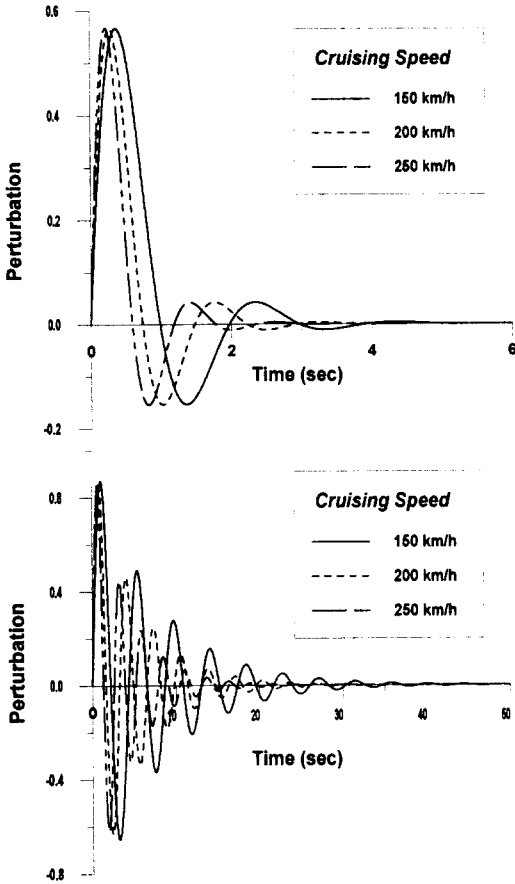 0.6
0.4
0.2
0.0
-0.2
Perturbation
0
2
4
6
Time (sec)
Cruising Speed
150 km/h
200 km/h
250 km/h
0.8
0.4
0.0
-0.4
-0.8
Perturbation
0
10
20
30
40
50
Time (sec)
Cruising Speed
150 km/h
200 km/h
250 km/h